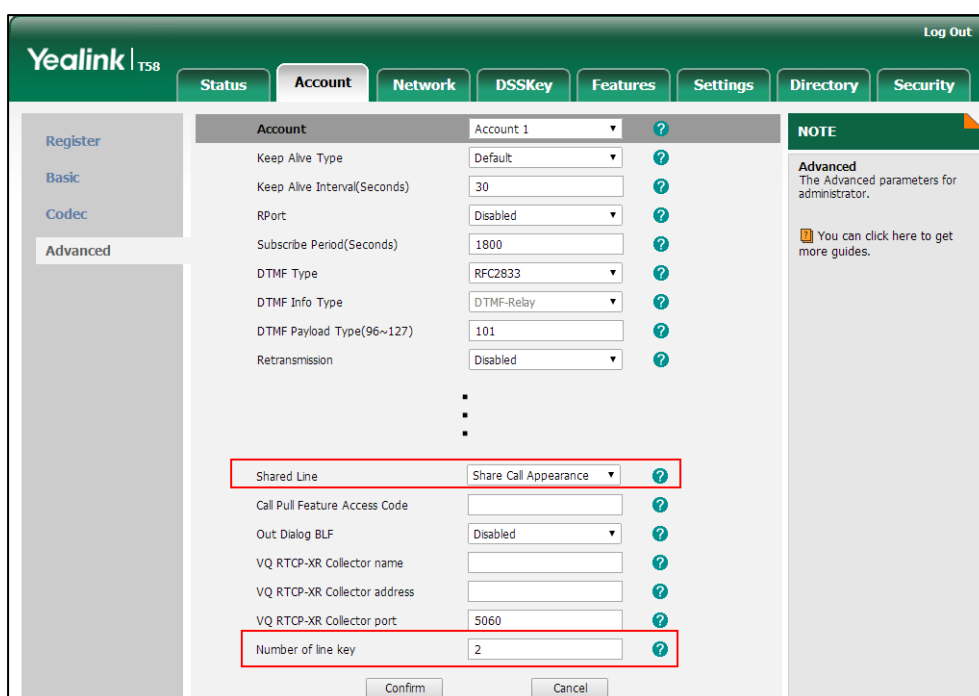 Log Out
Yealink | T58
Status Account Network DSSKey Features Settings Directory Security
Register
Basic
Codec
Advanced
Account Account 1 ?
Keep Alive Type Default ?
Keep Alive Interval(Seconds) 30 ?
RPort Disabled ?
Subscribe Period(Seconds) 1800 ?
DTMF Type RFC2833 ?
DTMF Info Type DTMF-Relay ?
DTMF Payload Type(96~127) 101 ?
Retransmission Disabled ?
Shared Line Share Call Appearance ?
Call Pull Feature Access Code ?
Out Dialog BLF Disabled ?
VQ RTCP-XR Collector name ?
VQ RTCP-XR Collector address ?
VQ RTCP-XR Collector port 5060 ?
Number of line key 2 ?
Confirm Cancel
NOTE
Advanced
The Advanced parameters for
administrator.
? You can click here to get
more guides.